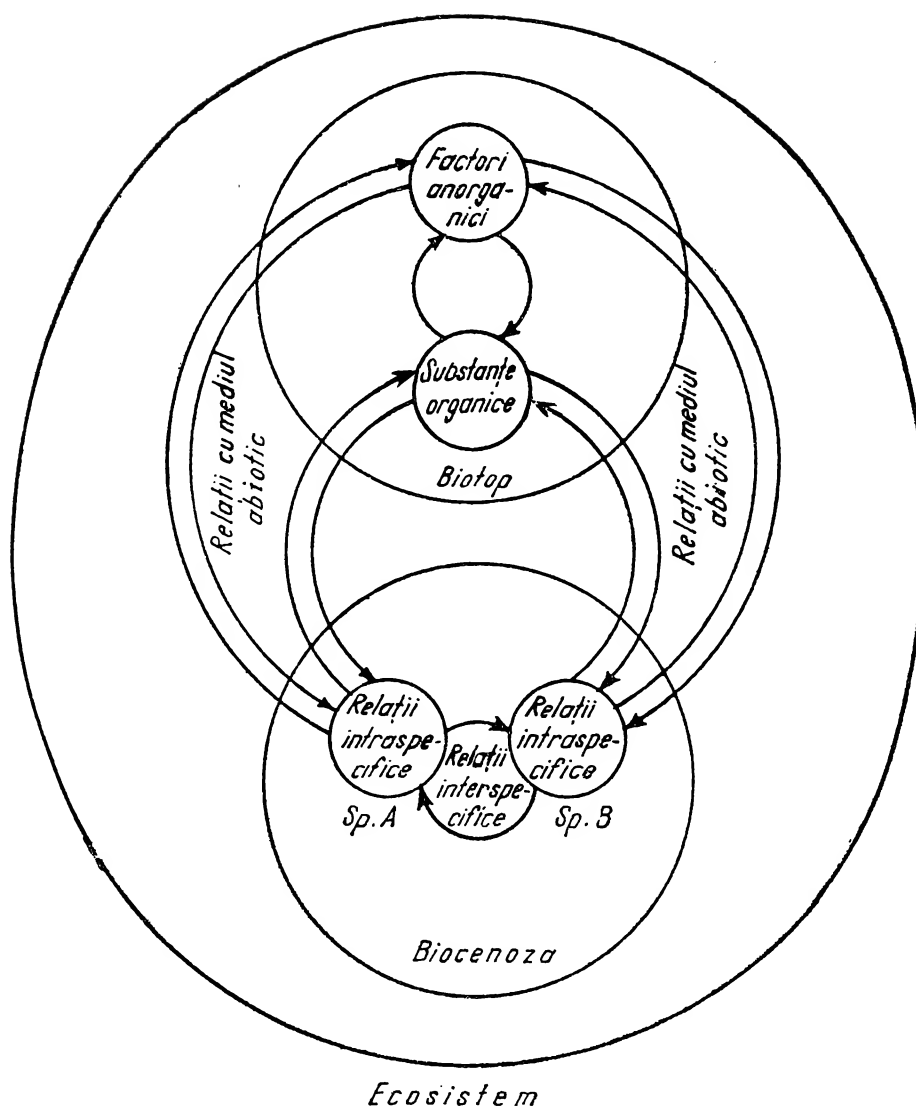 Factori
anorga-
nici
Substanțe
organice
Biotop
Relații cu mediul
abiotic
Relații cu mediul
abiotic
Relații
intraspe-
cifice
Sp. A
Relații
interspe-
cifice
Relații
intraspe-
cifice
Sp. B
Biocenoza
Ecosistem